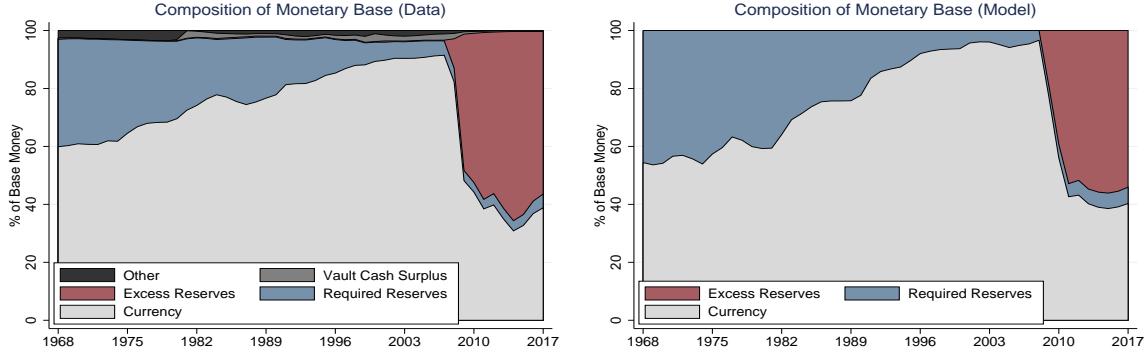 Composition of Monetary Base (Data)
% of Base Money
100
80
60
40
20
0
Other
Vault Cash Surplus
Excess Reserves
Required Reserves
Currency
1968
1975
1982
1989
1996
2003
2010
2017
Composition of Monetary Base (Model)
% of Base Money
100
80
60
40
20
0
Excess Reserves
Required Reserves
Currency
1968
1975
1982
1989
1996
2003
2010
2017